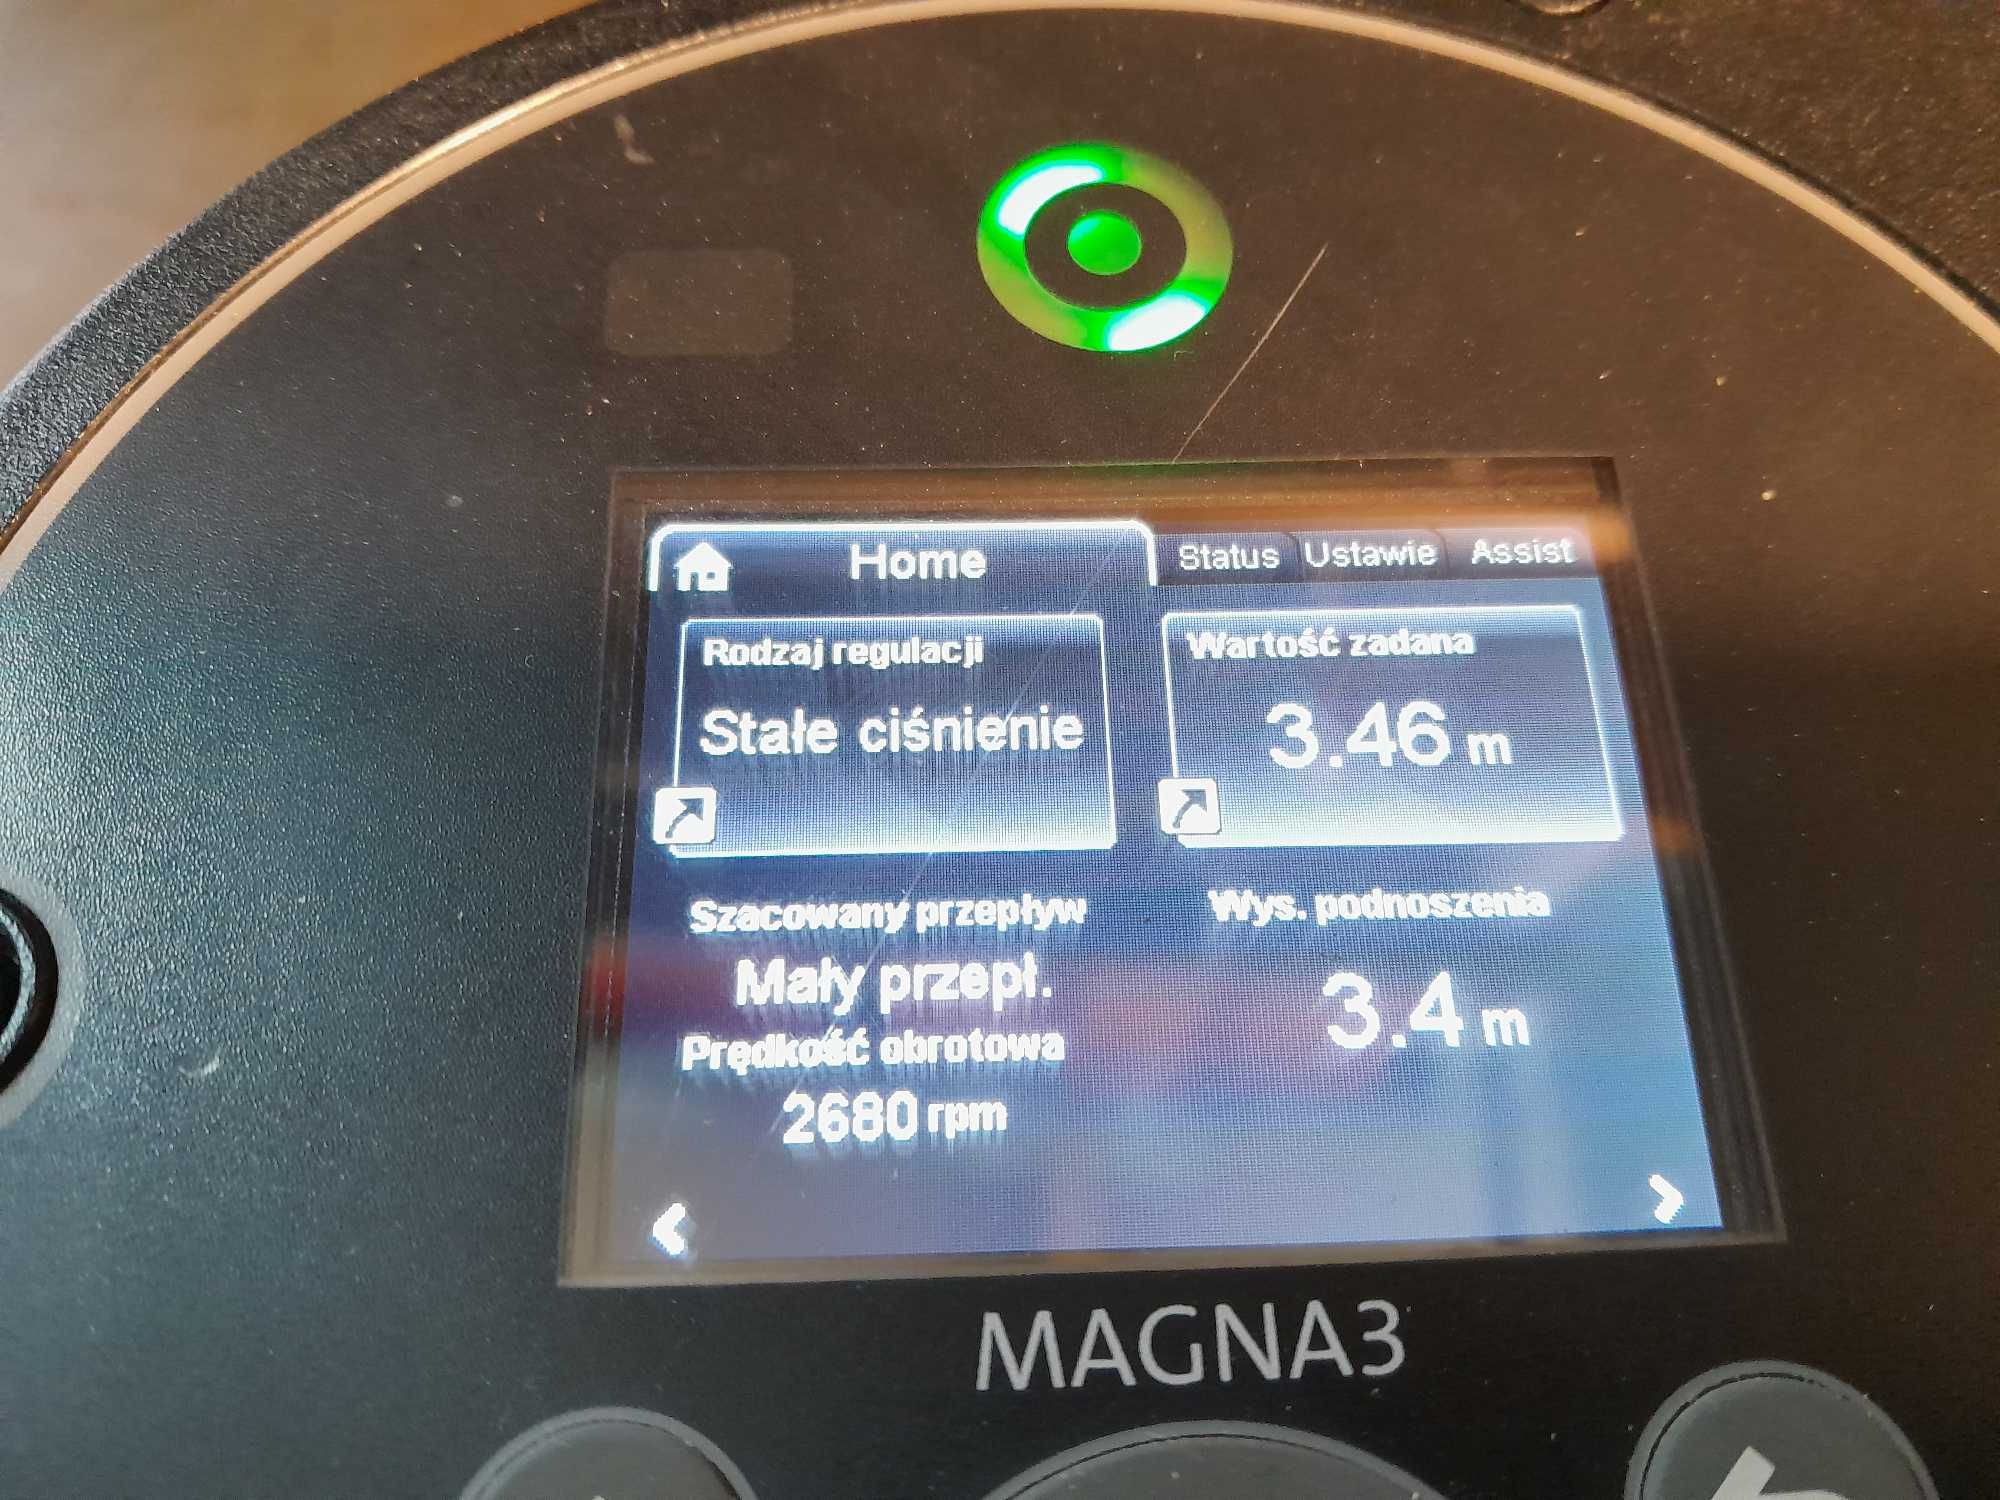 Home
Status
Ustawie
Assist
Rodzaj regulacji
Stałe ciśnienie
Wartość zadana
3.46 m
Szacowany przepływ
Mały przepł.
Wys. podnoszenia
3.4 m
Prędkość obrotowa
2680 rpm
MAGNA3